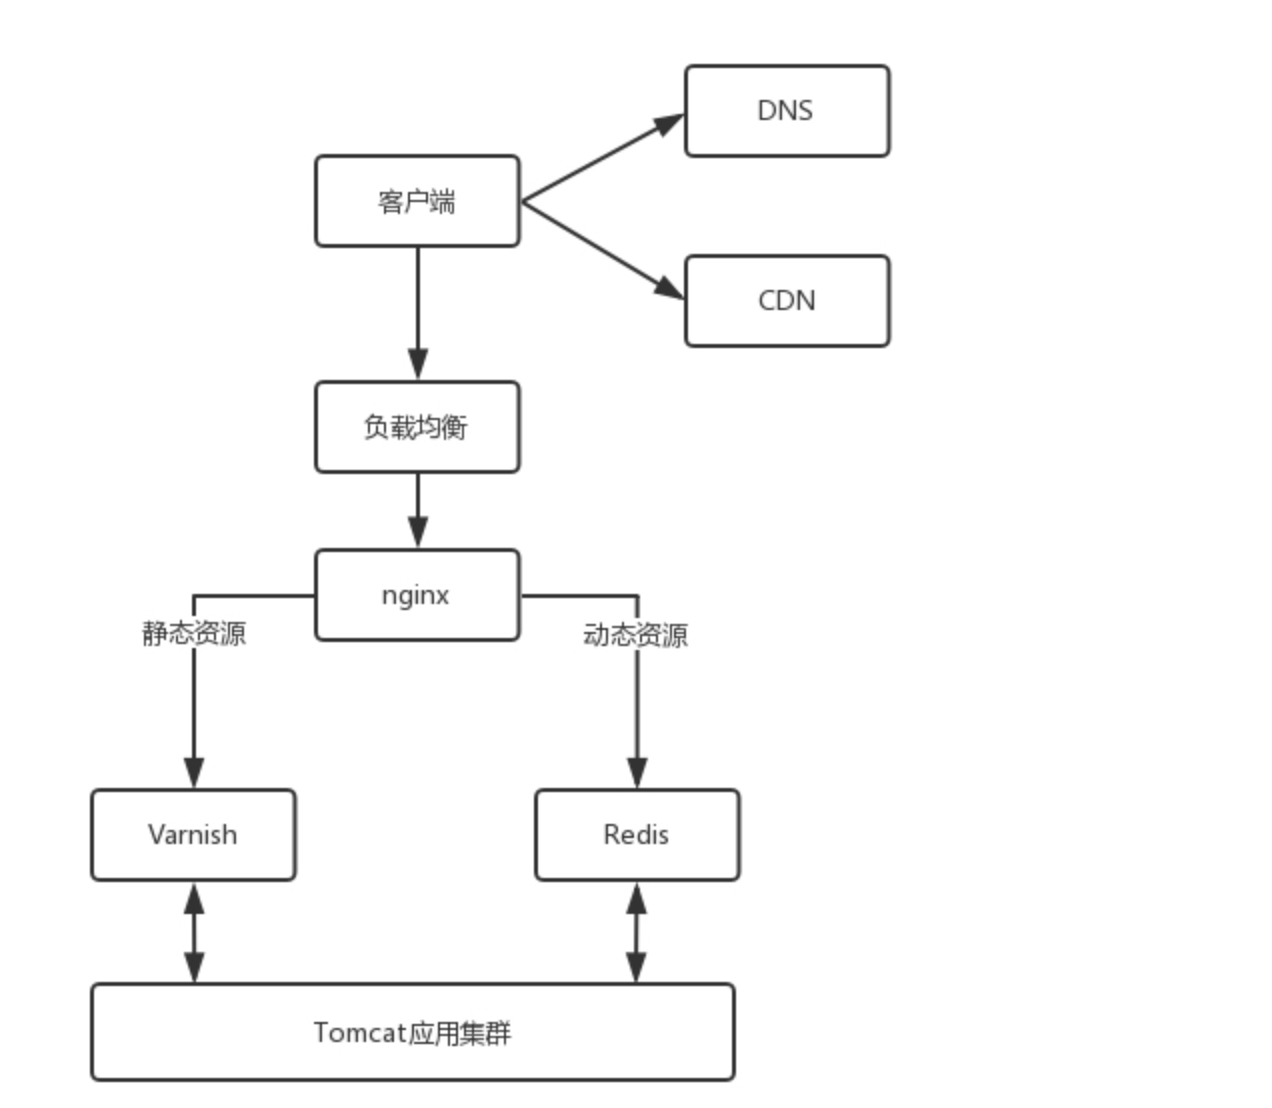 DNS
客户端
CDN
负载均衡
nginx
静态资源
动态资源
Varnish
Redis
Tomcat应用集群